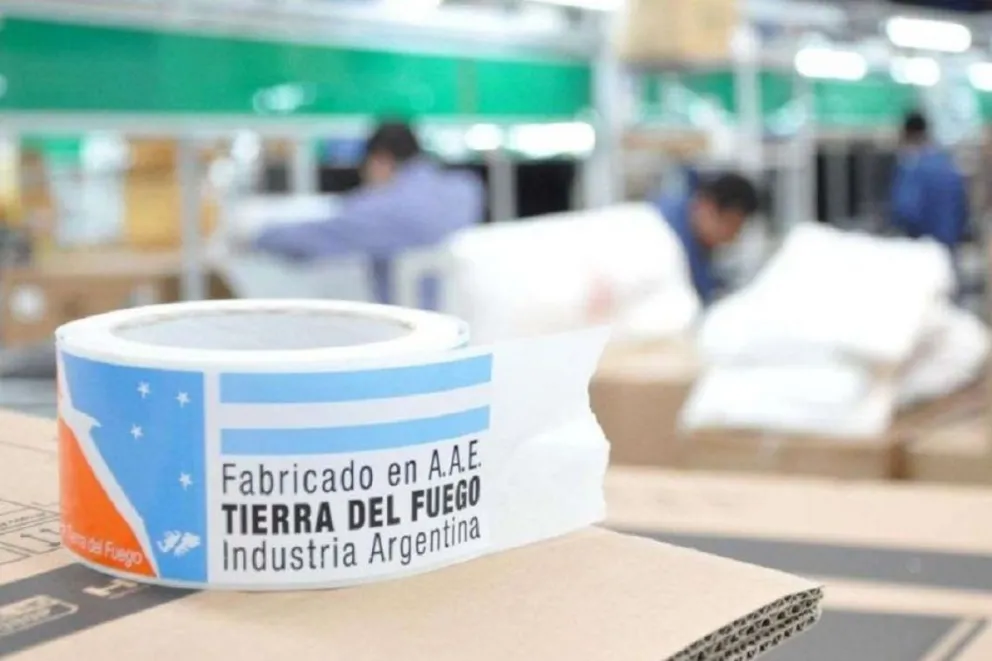 Tierra del Fuego
Fabricado en A.A.E.
TIERRA DEL FUEGO
Industria Argentina